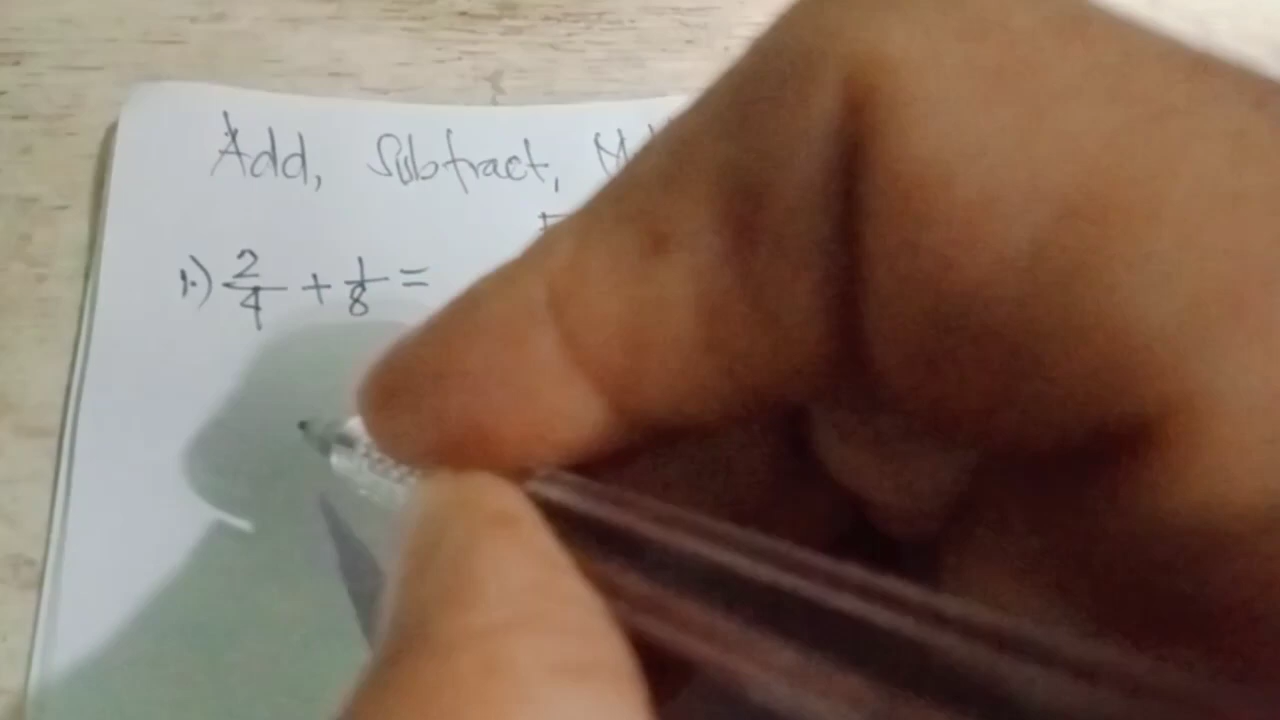 Add, Subtract,
1.) 2/4 + 1/8 =